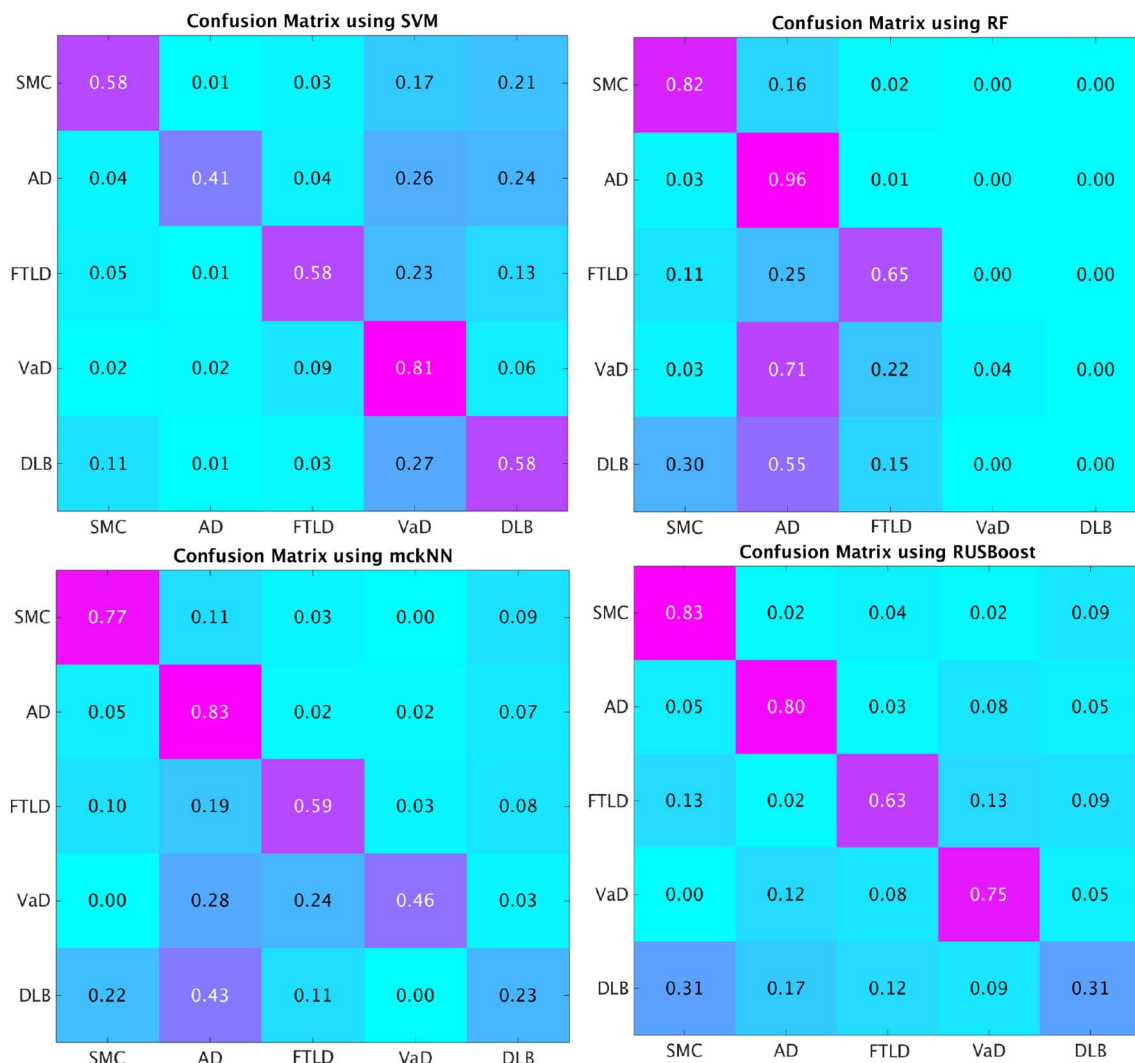 Confusion Matrix using SVM
SMC 0.58 0.01 0.03 0.17 0.21
AD 0.04 0.41 0.04 0.26 0.24
FTLD 0.05 0.01 0.58 0.23 0.13
VaD 0.02 0.02 0.09 0.81 0.06
DLB 0.11 0.01 0.03 0.27 0.58
SMC AD FTLD VaD DLB
Confusion Matrix using RF
SMC 0.82 0.16 0.02 0.00 0.00
AD 0.03 0.96 0.01 0.00 0.00
FTLD 0.11 0.25 0.65 0.00 0.00
VaD 0.03 0.71 0.22 0.04 0.00
DLB 0.30 0.55 0.15 0.00 0.00
SMC AD FTLD VaD DLB
Confusion Matrix using mckNN
SMC 0.77 0.11 0.03 0.00 0.09
AD 0.05 0.83 0.02 0.02 0.07
FTLD 0.10 0.19 0.59 0.03 0.08
VaD 0.00 0.28 0.24 0.46 0.03
DLB 0.22 0.43 0.11 0.00 0.23
SMC AD FTLD VaD DLB
Confusion Matrix using RUSBoost
SMC 0.83 0.02 0.04 0.02 0.09
AD 0.05 0.80 0.03 0.08 0.05
FTLD 0.13 0.02 0.63 0.13 0.09
VaD 0.00 0.12 0.08 0.75 0.05
DLB 0.31 0.17 0.12 0.09 0.31
SMC AD FTLD VaD DLB